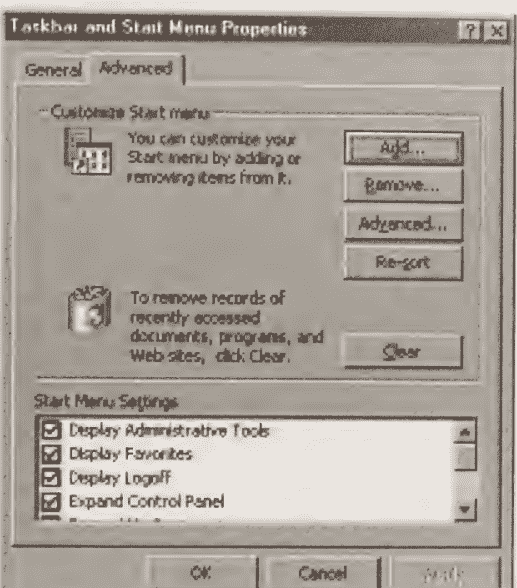 Taskbar and Start Menu Properties
General Advanced
Customize Start menu
You can customize your
Start menu by adding or
removing items from it.
Add...
Remove...
Advanced...
Re-sort
To remove records of
recently accessed
documents, programs, and
Web sites, click Clear.
Clear
Start Menu Settings
Display Administrative Tools
Display Favorites
Display Logoff
Expand Control Panel
OK Cancel Apply